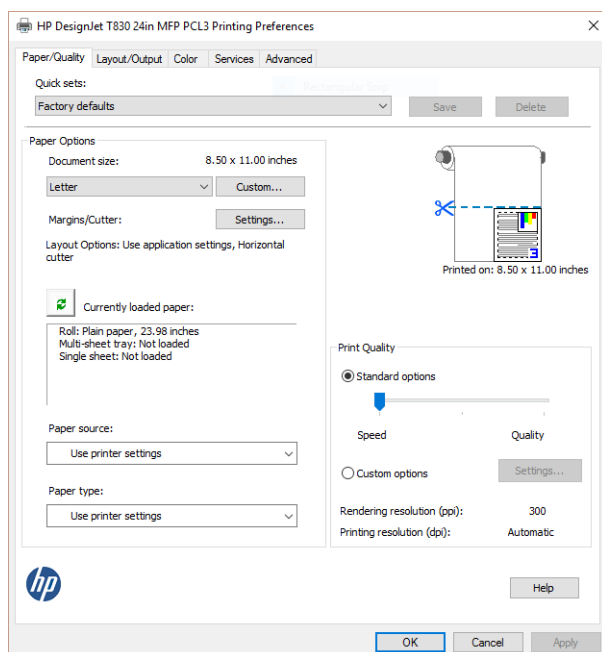 HP DesignJet T830 24in MFP PCL3 Printing Preferences
Paper/Quality Layout/Output Color Services Advanced
Quick sets:
Factory defaults Save Delete
Paper Options
Document size: 8.50 x 11.00 inches
Letter Custom...
Margins/Cutter: Settings...
Layout Options: Use application settings, Horizontal
cutter
3
Printed on: 8.50 x 11.00 inches
Currently loaded paper:
Roll: Plain paper, 23.98 inches
Multi-sheet tray: Not loaded
Single sheet: Not loaded
Paper source:
Use printer settings
Paper type:
Use printer settings
Print Quality
Standard options
Speed Quality
Custom options Settings...
Rendering resolution (ppi): 300
Printing resolution (dpi): Automatic
hp
Help
OK Cancel Apply